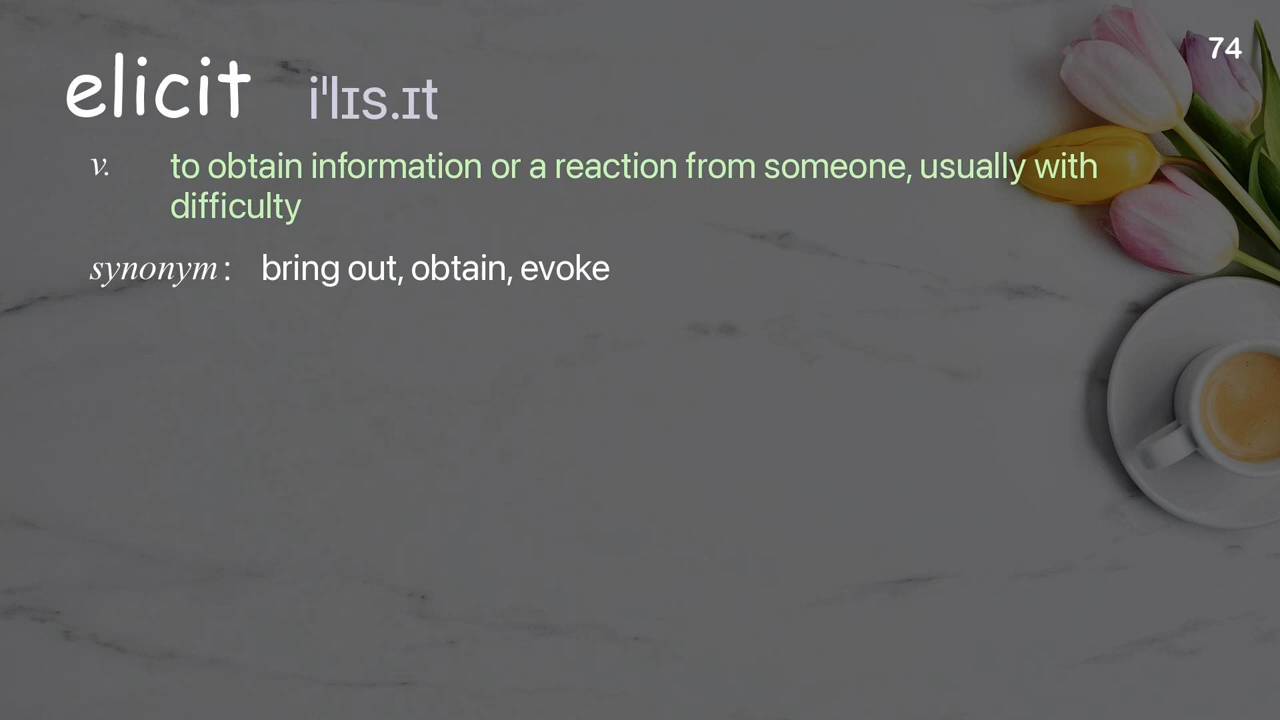 74
elicit i'lɪs.ɪt
v. to obtain information or a reaction from someone, usually with
difficulty
synonym: bring out, obtain, evoke